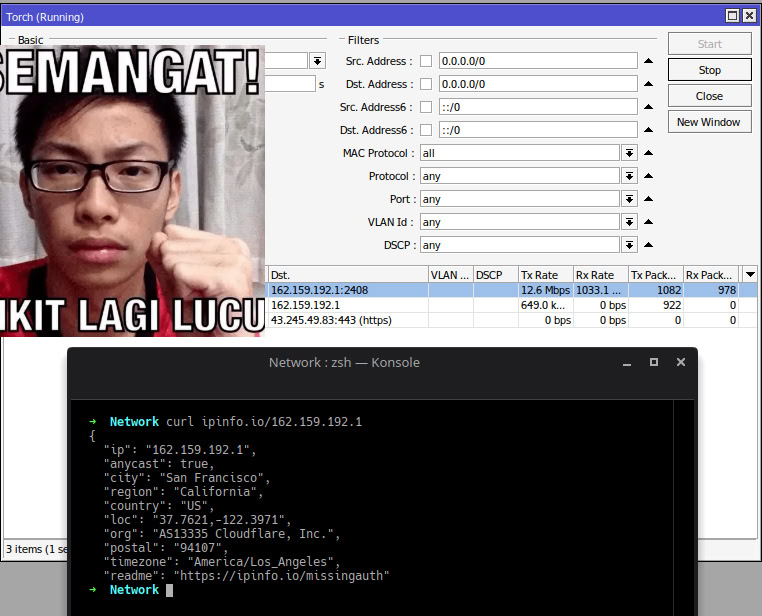 Torch (Running)
Basic
Filters
Start
Stop
Close
New Window
s
Src. Address :
0.0.0.0/0
Dst. Address :
0.0.0.0/0
Src. Address6 :
::/0
Dst. Address6 :
::/0
MAC Protocol :
all
Protocol :
any
Port :
any
VLAN Id :
any
DSCP :
any
SEMANGAT!
IKIT LAGI LUCU
Dst. VLAN ... DSCP Tx Rate Rx Rate Tx Pack... Rx Pack...
162.159.192.1:2408 12.6 Mbps 1033.1 ... 1082 978
162.159.192.1 649.0 k... 0 bps 922 0
43.245.49.83:443 (https) 0 bps 0 bps 0 0
3 items (1 se
Network : zsh — Konsole
➜ Network curl ipinfo.io/162.159.192.1
{
"ip": "162.159.192.1",
"anycast": true,
"city": "San Francisco",
"region": "California",
"country": "US",
"loc": "37.7621,-122.3971",
"org": "AS13335 Cloudflare, Inc.",
"postal": "94107",
"timezone": "America/Los_Angeles",
"readme": "https://ipinfo.io/missingauth"
➜ Network